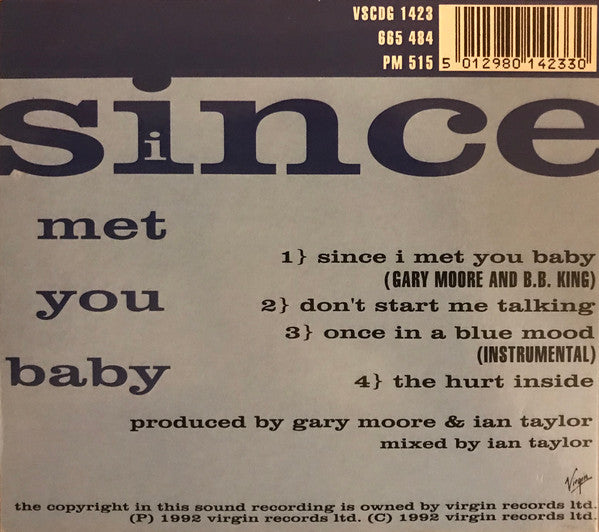 VSCDG 1423
665 484
PM 515
5 012980 142330
since
i
met
you
baby
1} since i met you baby
(GARY MOORE AND B.B. KING)
2} don't start me talking
3} once in a blue mood
(INSTRUMENTAL)
4} the hurt inside
produced by gary moore & ian taylor
mixed by ian taylor
Virgin
the copyright in this sound recording is owned by virgin records ltd.
(P) 1992 virgin records ltd. (C) 1992 virgin records ltd.